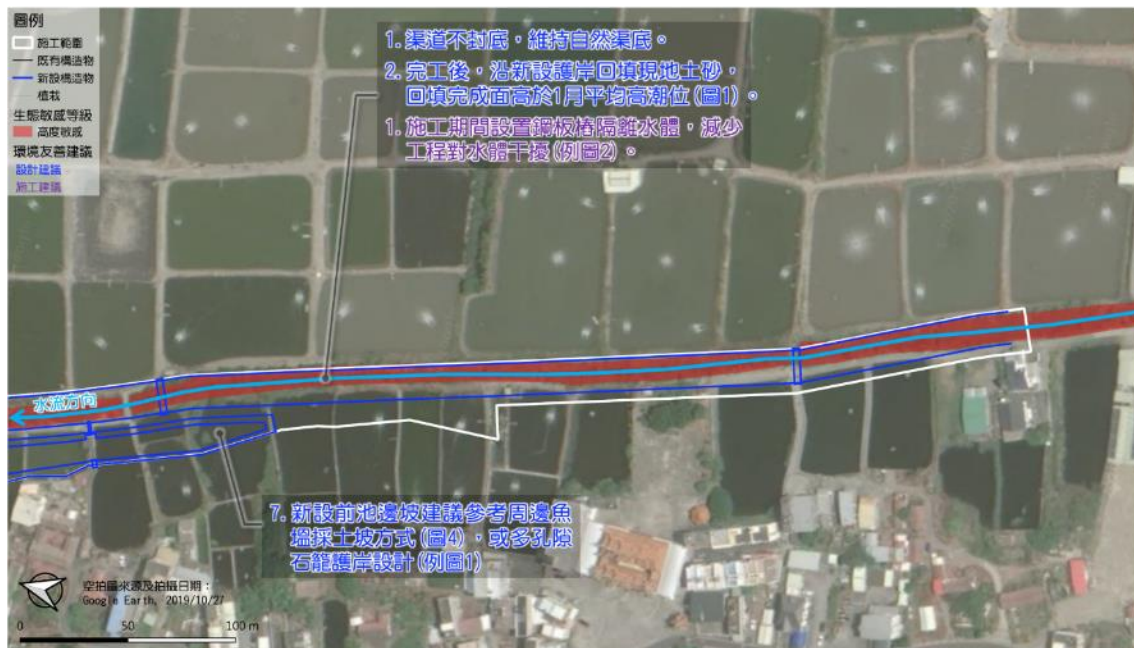 圖例
施工範圍
既有構造物
新設構造物
植栽
生態敏感等級
高度敏感
環境友善建議
設計建議
施工建議
1. 渠道不封底，維持自然渠底。
2. 完工後，沿新設護岸回填現地土砂，
回填完成面高於1月平均高潮位(圖1)。
1. 施工期間設置鋼板樁隔離水體，減少
工程對水體干擾(例圖2)。
水流方向
7. 新設前池邊坡建議參考周邊魚
塭採土坡方式(圖4)，或多孔隙
石籠護岸設計(例圖1)
空拍圖來源及拍攝日期：
Google Earth, 2019/10/27
0 50 100 m